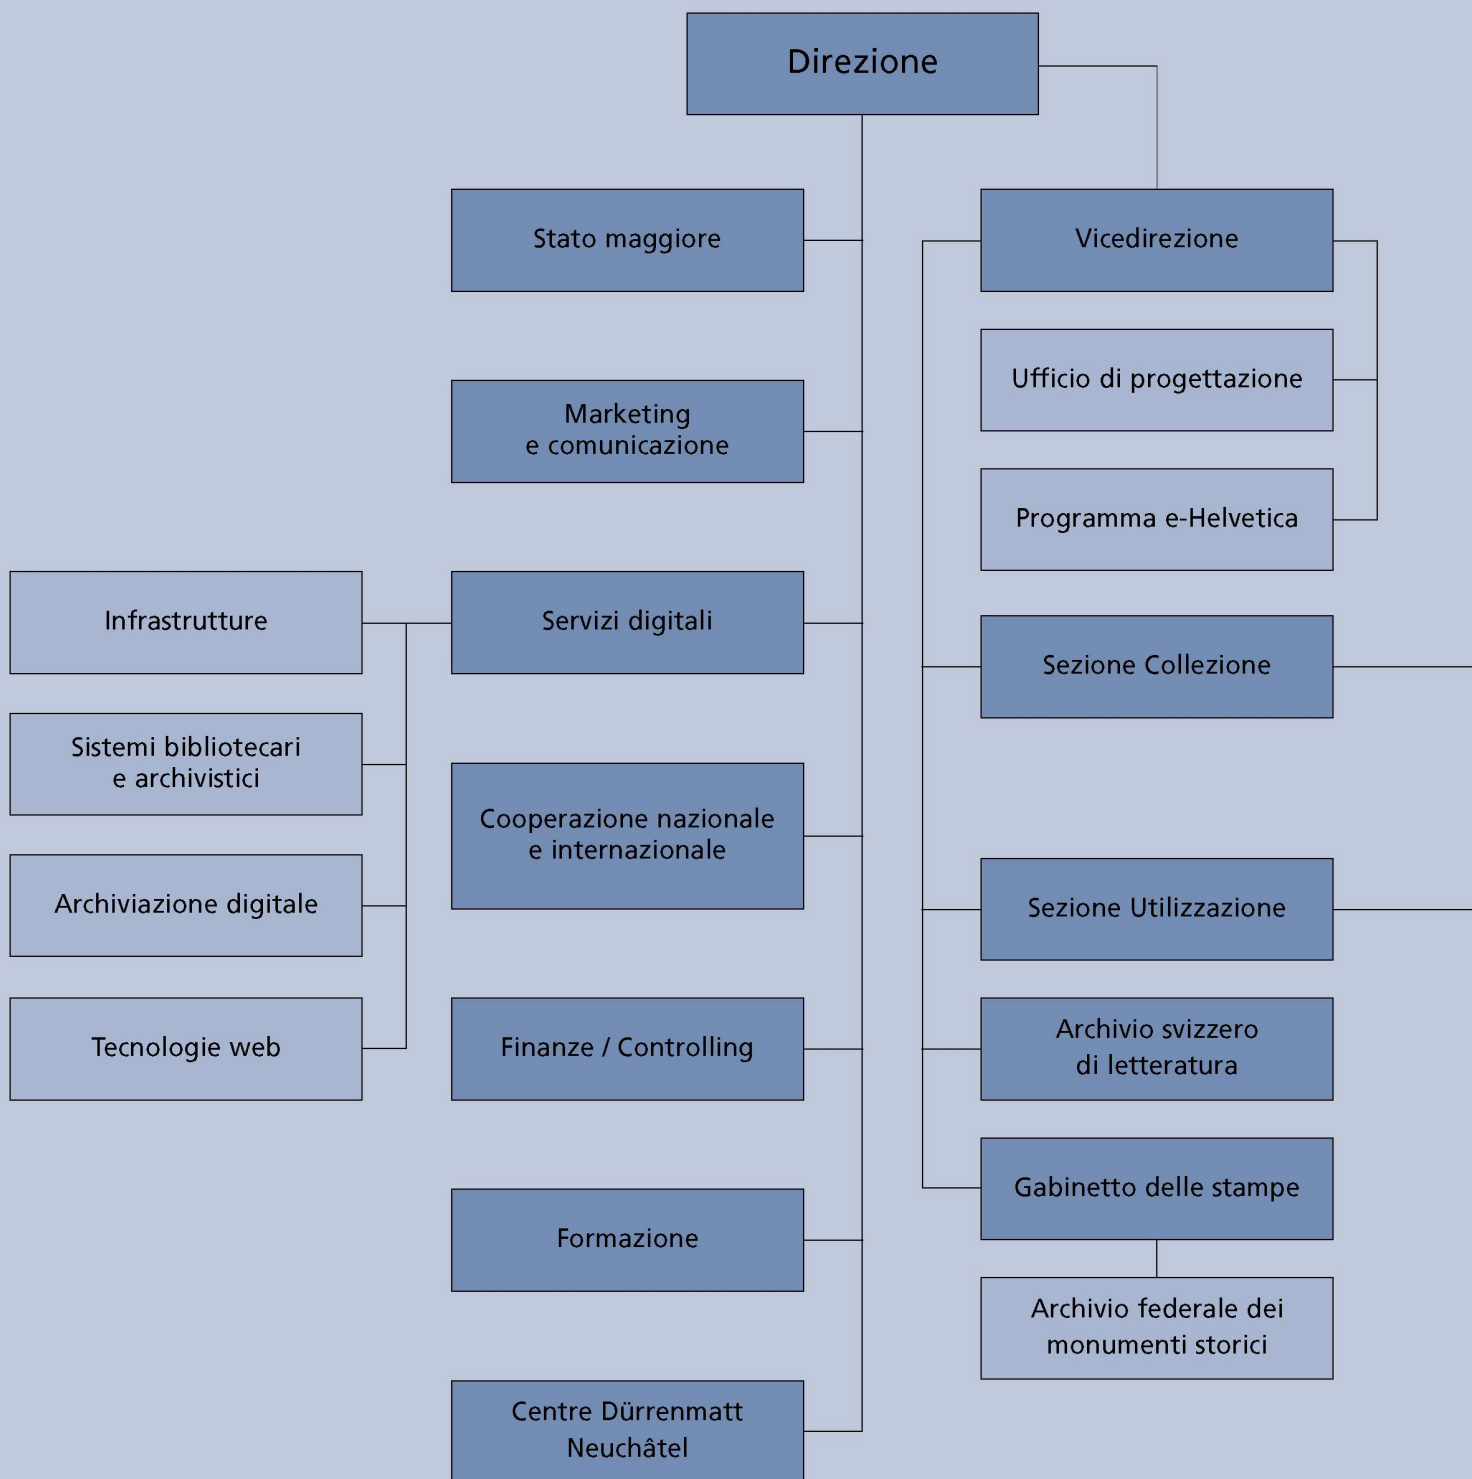 Direzione
Stato maggiore
Vicedirezione
Ufficio di progettazione
Marketing
e comunicazione
Programma e-Helvetica
Infrastrutture
Servizi digitali
Sezione Collezione
Sistemi bibliotecari
e archivistici
Cooperazione nazionale
e internazionale
Archiviazione digitale
Sezione Utilizzazione
Tecnologie web
Finanze / Controlling
Archivio svizzero
di letteratura
Formazione
Gabinetto delle stampe
Archivio federale dei
monumenti storici
Centre Dürrenmatt
Neuchâtel